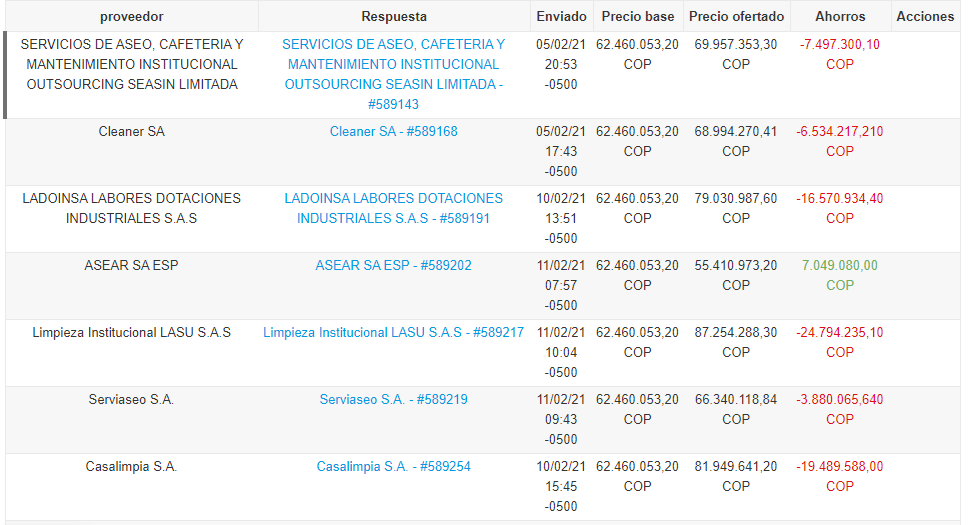 proveedor Respuesta Enviado Precio base Precio ofertado Ahorros Acciones
SERVICIOS DE ASEO, CAFETERIA Y SERVICIOS DE ASEO, CAFETERIA Y 05/02/21 62.460.053,20 69.957.353,30 -7.497.300,10
MANTENIMIENTO INSTITUCIONAL MANTENIMIENTO INSTITUCIONAL 20:53 COP COP COP
OUTSOURCING SEASIN LIMITADA OUTSOURCING SEASIN LIMITADA - -0500
#589143
Cleaner SA Cleaner SA - #589168 05/02/21 62.460.053,20 68.994.270,41 -6.534.217,210
17:43 COP COP COP
-0500
LADOINSA LABORES DOTACIONES LADOINSA LABORES DOTACIONES 10/02/21 62.460.053,20 79.030.987,60 -16.570.934,40
INDUSTRIALES S.A.S INDUSTRIALES S.A.S - #589191 13:51 COP COP COP
-0500
ASEAR SA ESP ASEAR SA ESP - #589202 11/02/21 62.460.053,20 55.410.973,20 7.049.080,00
07:57 COP COP COP
-0500
Limpieza Institucional LASU S.A.S Limpieza Institucional LASU S.A.S - #589217 11/02/21 62.460.053,20 87.254.288,30 -24.794.235,10
10:04 COP COP COP
-0500
Serviaseo S.A. Serviaseo S.A. - #589219 11/02/21 62.460.053,20 66.340.118,84 -3.880.065,640
09:43 COP COP COP
-0500
Casalimpia S.A. Casalimpia S.A. - #589254 10/02/21 62.460.053,20 81.949.641,20 -19.489.588,00
15:45 COP COP COP
-0500